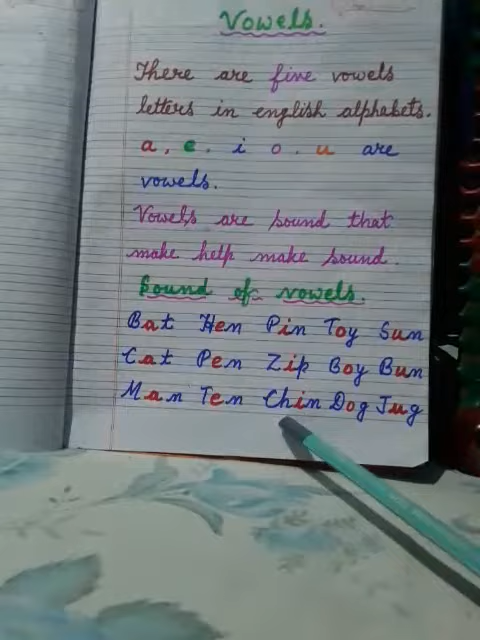 Vowels.
There are five vowels
letters in english alphabets.
a, e. i o. u are
vowels.
Vowels are sound that
make help make sound.
Sound of vowels.
Bat Hen Pin Toy Sun
Cat Pen Zip Boy Bun
Man Ten Chin Dog Jug